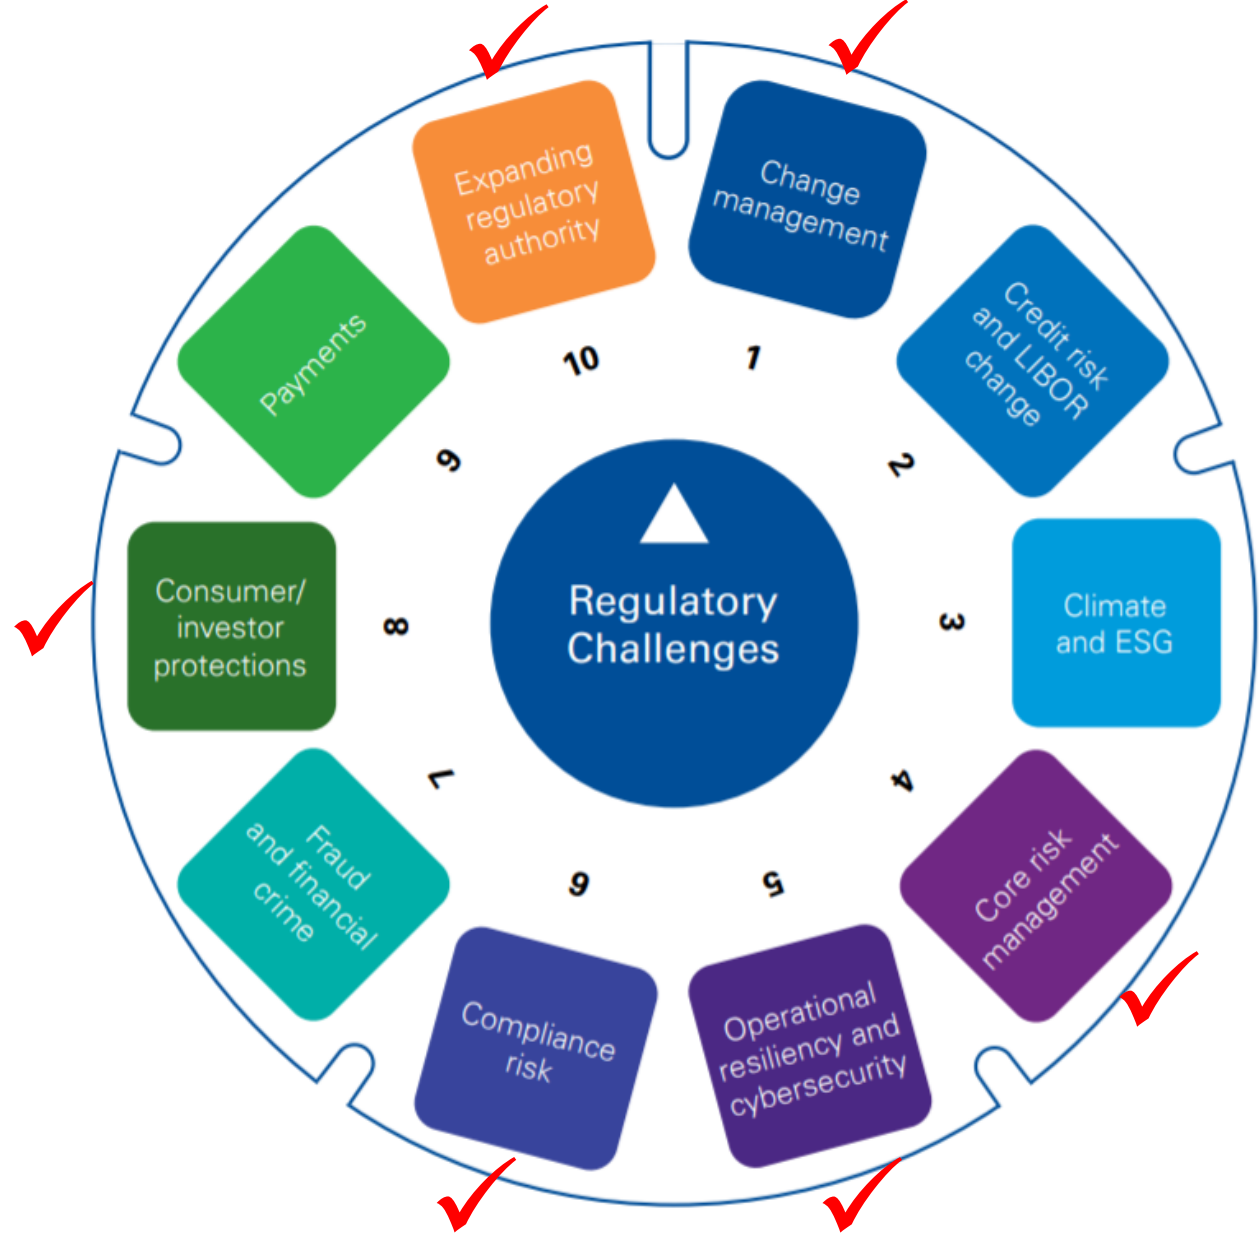 Regulatory
Challenges
1
Change
management
2
Credit risk
and LIBOR
change
3
Climate
and ESG
4
Core risk
management
5
Operational
resiliency and
cybersecurity
6
Compliance
risk
7
Fraud
and financial
crime
8
Consumer/
investor
protections
9
Payments
10
Expanding
regulatory
authority